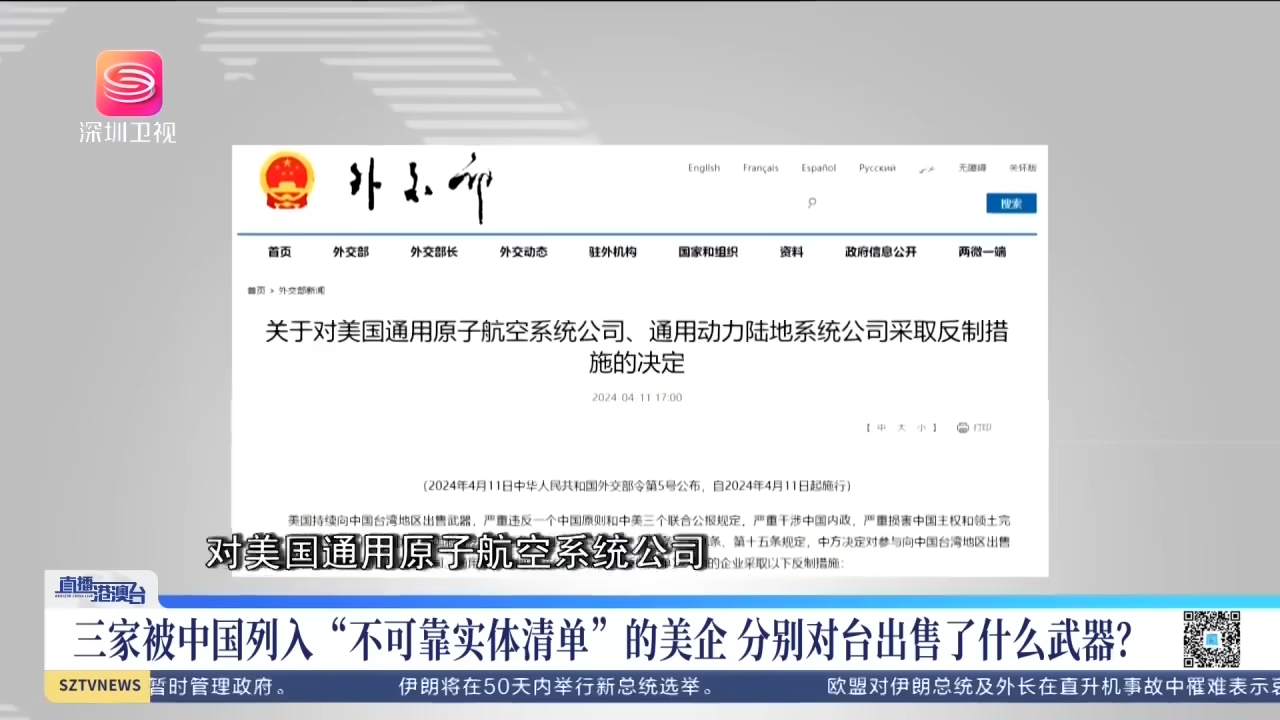 深圳卫视
外交部
English Français Español Русский عربي 无障碍 关怀版
搜索
首页 外交部 外交部长 外交动态 驻外机构 国家和组织 资料 政府信息公开 两微一端
首页 > 外交部新闻
关于对美国通用原子航空系统公司、通用动力陆地系统公司采取反制措
施的决定
2024-04-11 17:00
【 中 大 小 】 打印
（2024年4月11日中华人民共和国外交部令第5号公布，自2024年4月11日起施行）
美国持续向中国台湾地区出售武器，严重违反一个中国原则和中美三个联合公报规定，严重干涉中国内政，严重损害中国主权和领土完
条、第十五条规定，中方决定对参与向中国台湾地区出售
的企业采取以下反制措施：
对美国通用原子航空系统公司
直播港澳台
三家被中国列入“不可靠实体清单”的美企 分别对台出售了什么武器？
SZTVNEWS 暂时管理政府。 伊朗将在50天内举行新总统选举。 欧盟对伊朗总统及外长在直升机事故中罹难表示